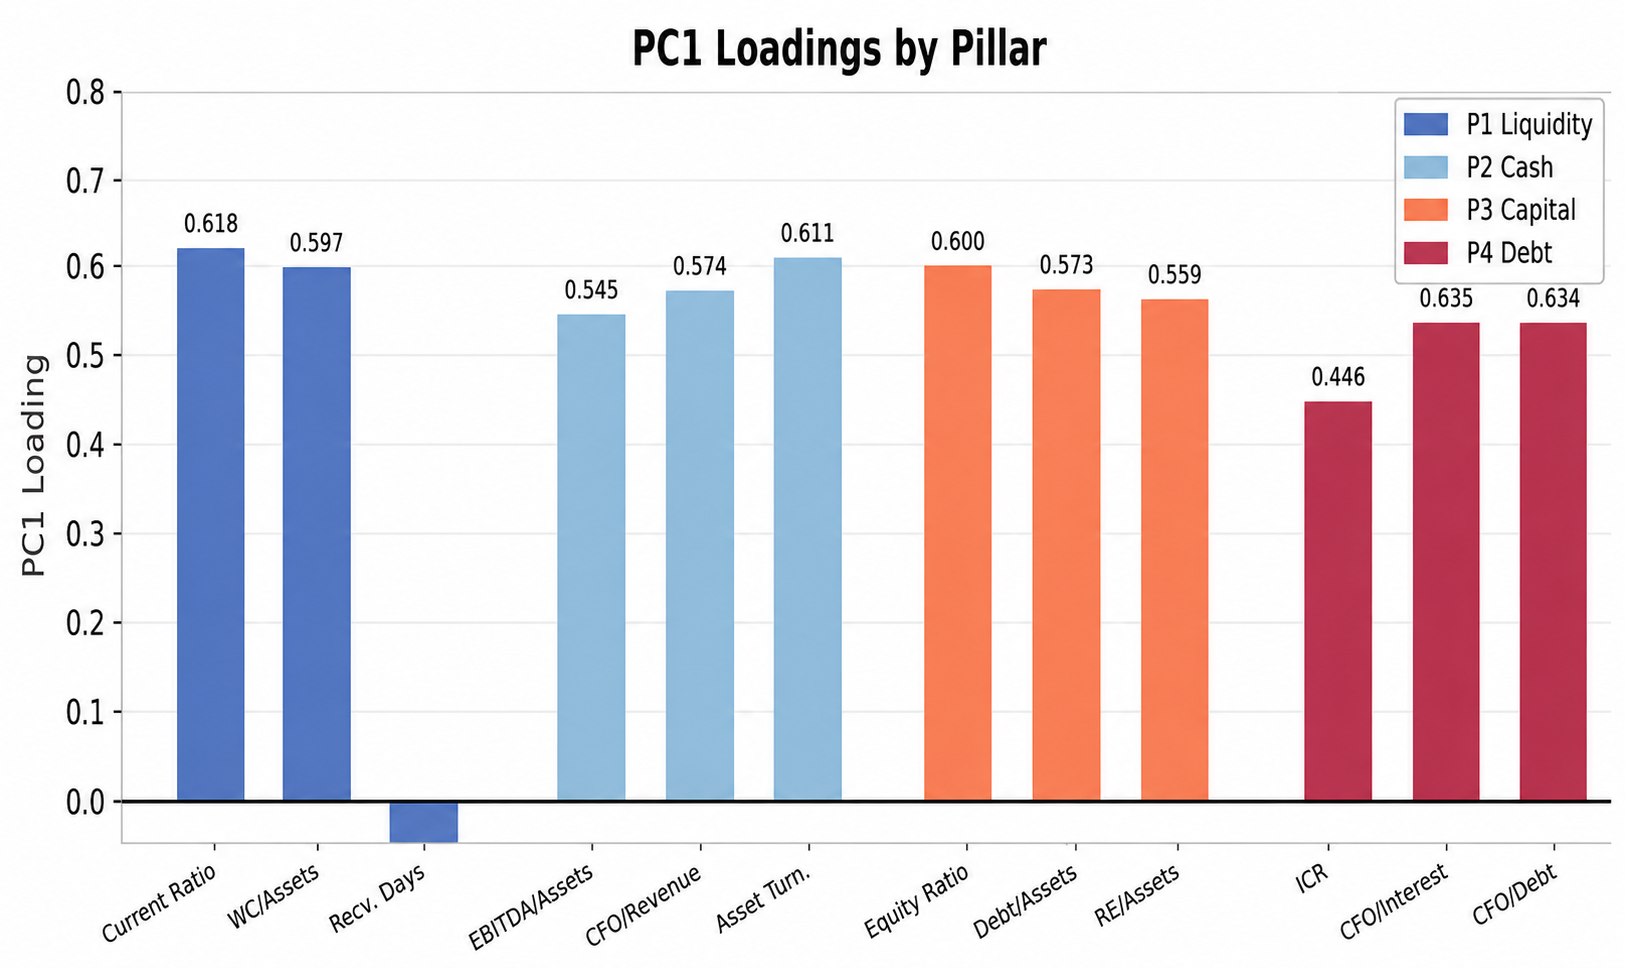 PC1 Loadings by Pillar
0.8
0.7
0.6
0.5
0.4
0.3
0.2
0.1
0.0
PC1 Loading
P1 Liquidity
P2 Cash
P3 Capital
P4 Debt
0.618
0.597
0.545
0.574
0.611
0.600
0.573
0.559
0.446
0.635
0.634
Current Ratio
WC/Assets
Recv. Days
EBITDA/Assets
CFO/Revenue
Asset Turn.
Equity Ratio
Debt/Assets
RE/Assets
ICR
CFO/Interest
CFO/Debt